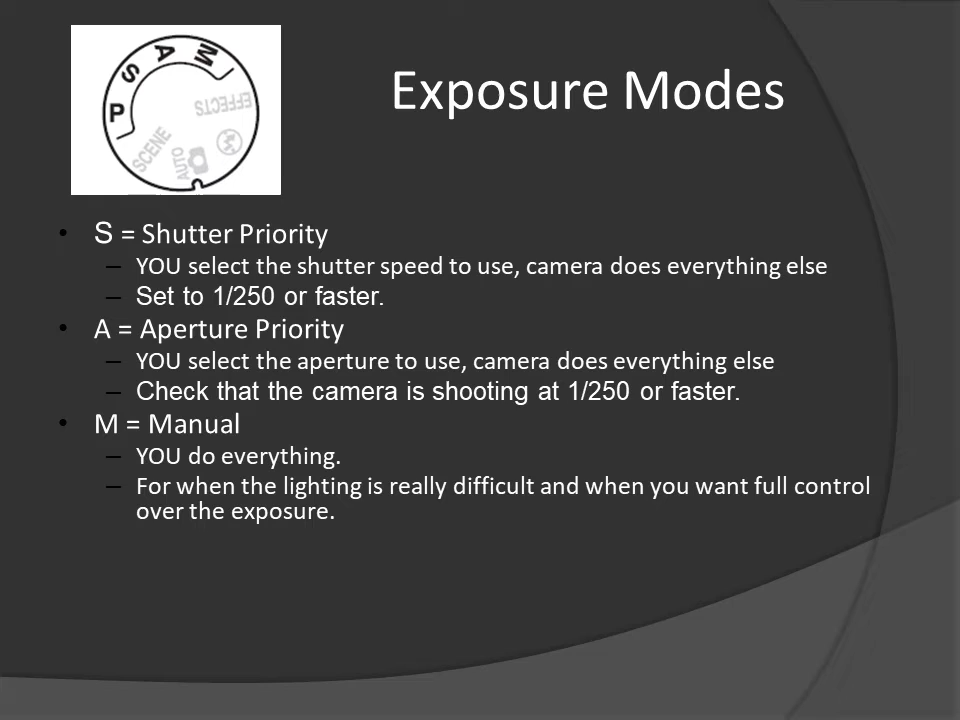 M
A
S
P
EFFECTS
SCENE
AUTO
Exposure Modes
• S = Shutter Priority
– YOU select the shutter speed to use, camera does everything else
– Set to 1/250 or faster.
• A = Aperture Priority
– YOU select the aperture to use, camera does everything else
– Check that the camera is shooting at 1/250 or faster.
• M = Manual
– YOU do everything.
– For when the lighting is really difficult and when you want full control
over the exposure.